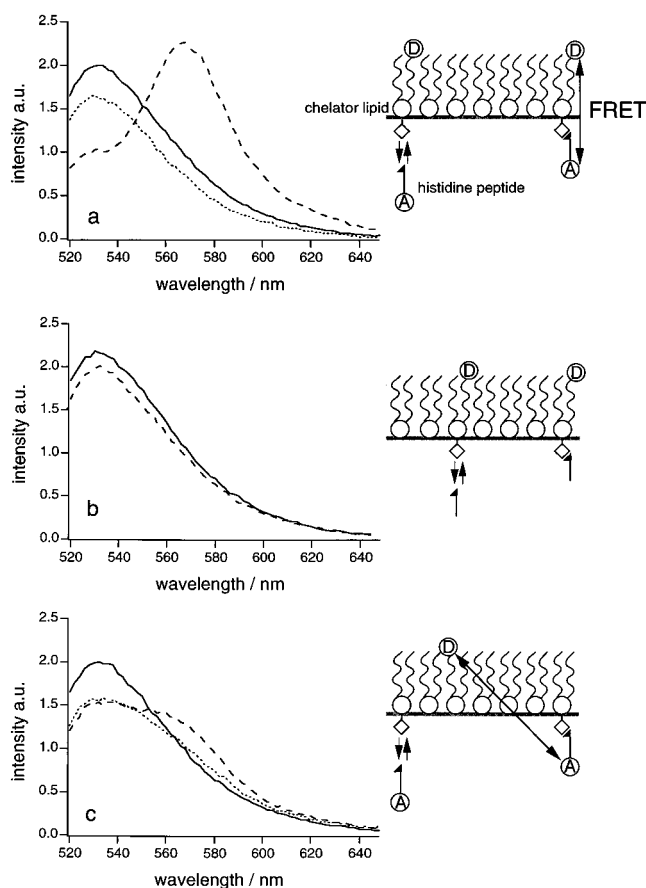 2.5
2.0
1.5
1.0
0.5
0.0
intensity a.u.
a
520 540 560 580 600 620 640
wavelength / nm
D D
chelator lipid
FRET
A
histidine peptide
A
2.5
2.0
1.5
1.0
0.5
0.0
intensity a.u.
b
520 540 560 580 600 620 640
wavelength / nm
D D
2.5
2.0
1.5
1.0
0.5
0.0
intensity a.u.
c
520 540 560 580 600 620 640
wavelength / nm
D
A
A